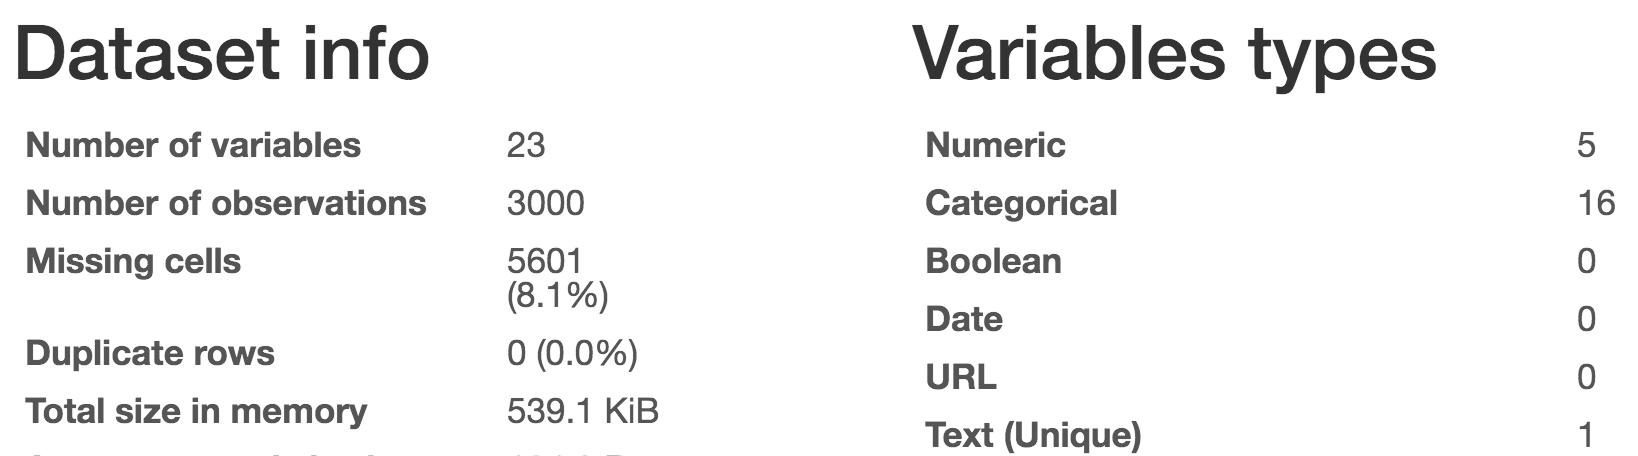 Dataset info
Number of variables 23
Number of observations 3000
Missing cells 5601
(8.1%)
Duplicate rows 0 (0.0%)
Total size in memory 539.1 KiB
Variables types
Numeric 5
Categorical 16
Boolean 0
Date 0
URL 0
Text (Unique) 1